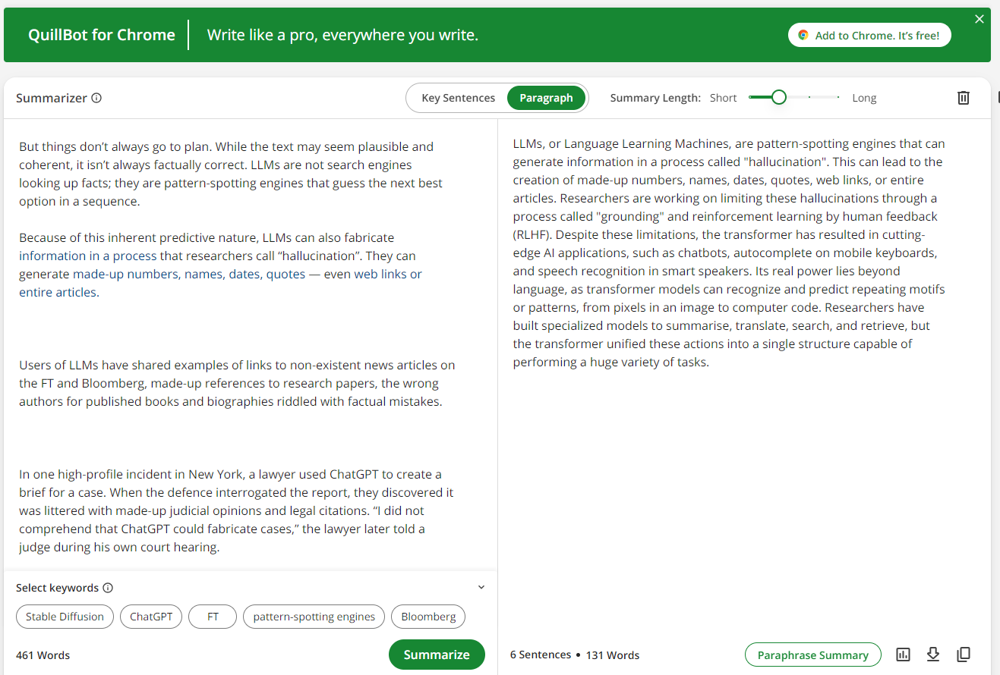 QuillBot for Chrome
Write like a pro, everywhere you write.
Add to Chrome. It's free!
Summarizer
Key Sentences
Paragraph
Summary Length:
Short
Long
But things don’t always go to plan. While the text may seem plausible and
coherent, it isn’t always factually correct. LLMs are not search engines
looking up facts; they are pattern-spotting engines that guess the next best
option in a sequence.
Because of this inherent predictive nature, LLMs can also fabricate
information in a process that researchers call “hallucination”. They can
generate made-up numbers, names, dates, quotes — even web links or
entire articles.
Users of LLMs have shared examples of links to non-existent news articles on
the FT and Bloomberg, made-up references to research papers, the wrong
authors for published books and biographies riddled with factual mistakes.
In one high-profile incident in New York, a lawyer used ChatGPT to create a
brief for a case. When the defence interrogated the report, they discovered it
was littered with made-up judicial opinions and legal citations. “I did not
comprehend that ChatGPT could fabricate cases,” the lawyer later told a
judge during his own court hearing.
Select keywords
Stable Diffusion
ChatGPT
FT
pattern-spotting engines
Bloomberg
461 Words
Summarize
LLMs, or Language Learning Machines, are pattern-spotting engines that can
generate information in a process called "hallucination". This can lead to the
creation of made-up numbers, names, dates, quotes, web links, or entire
articles. Researchers are working on limiting these hallucinations through a
process called "grounding" and reinforcement learning by human feedback
(RLHF). Despite these limitations, the transformer has resulted in cutting-
edge AI applications, such as chatbots, autocomplete on mobile keyboards,
and speech recognition in smart speakers. Its real power lies beyond
language, as transformer models can recognize and predict repeating motifs
or patterns, from pixels in an image to computer code. Researchers have
built specialized models to summarise, translate, search, and retrieve, but
the transformer unified these actions into a single structure capable of
performing a huge variety of tasks.
6 Sentences • 131 Words
Paraphrase Summary